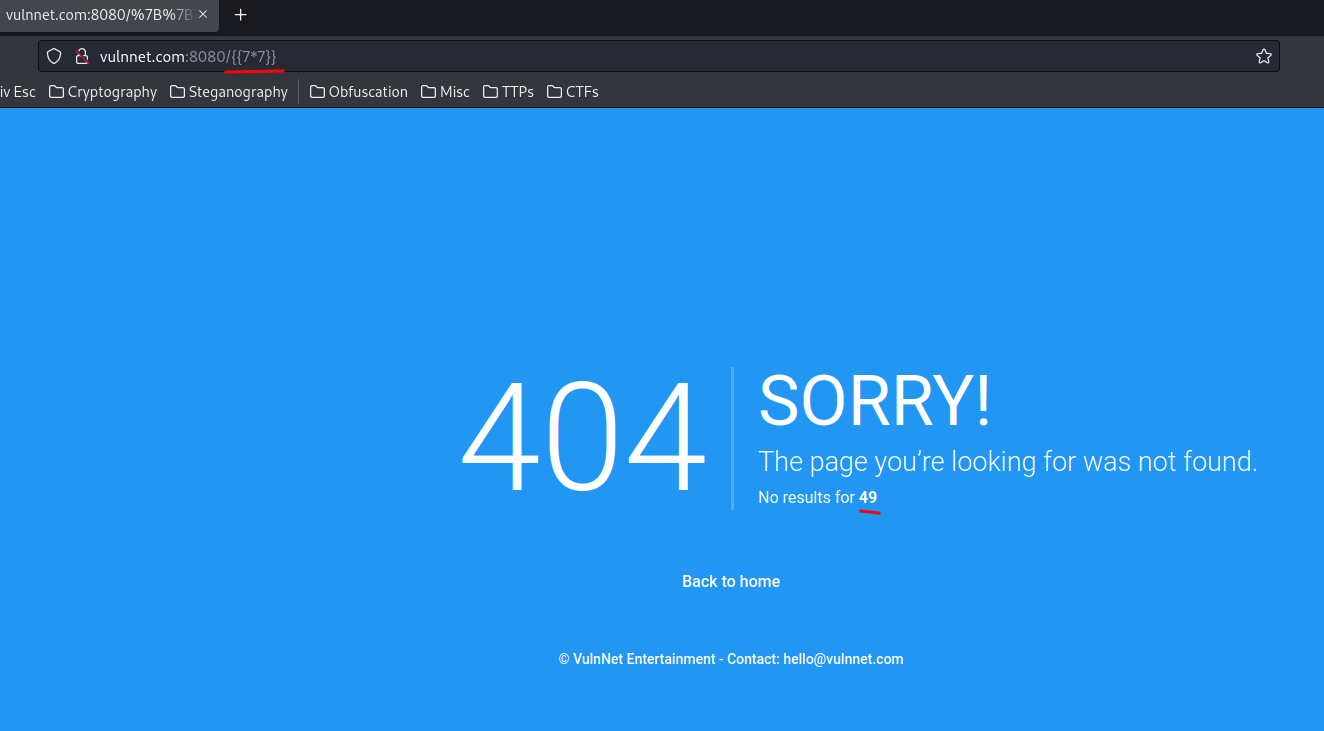 vulnnet.com:8080/%7B%7B
vulnnet.com:8080/{{7*7}}
iv Esc Cryptography Steganography Obfuscation Misc TTPs CTFs
404
SORRY!
The page you’re looking for was not found.
No results for 49
Back to home
© VulnNet Entertainment - Contact: hello@vulnnet.com